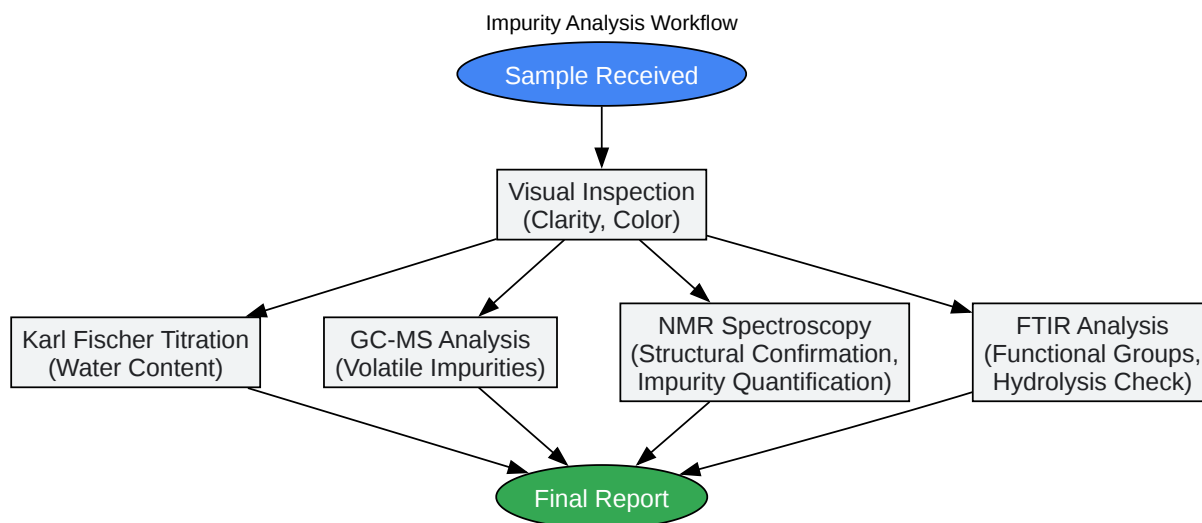 Impurity Analysis Workflow
Sample Received
Visual Inspection
(Clarity, Color)
Karl Fischer Titration
(Water Content)
GC-MS Analysis
(Volatile Impurities)
NMR Spectroscopy
(Structural Confirmation,
Impurity Quantification)
FTIR Analysis
(Functional Groups,
Hydrolysis Check)
Final Report